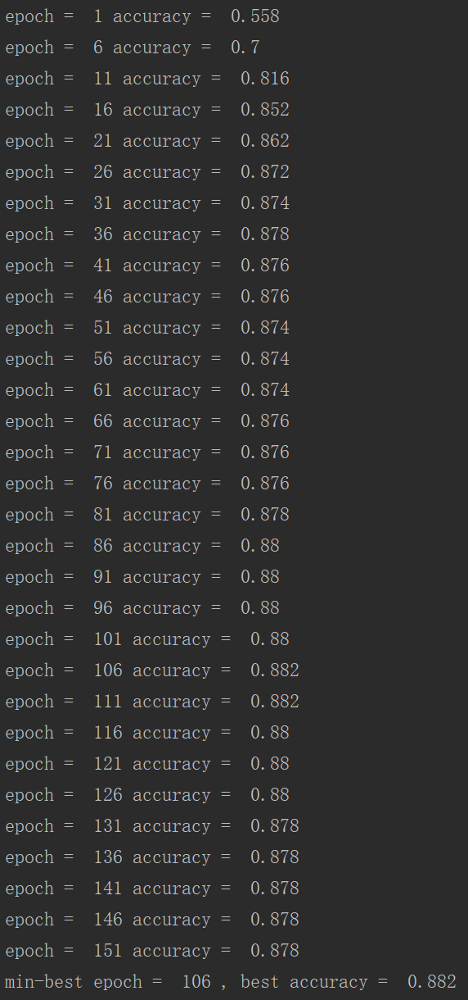 epoch =  1 accuracy =  0.558
epoch =  6 accuracy =  0.7
epoch =  11 accuracy =  0.816
epoch =  16 accuracy =  0.852
epoch =  21 accuracy =  0.862
epoch =  26 accuracy =  0.872
epoch =  31 accuracy =  0.874
epoch =  36 accuracy =  0.878
epoch =  41 accuracy =  0.876
epoch =  46 accuracy =  0.876
epoch =  51 accuracy =  0.874
epoch =  56 accuracy =  0.874
epoch =  61 accuracy =  0.874
epoch =  66 accuracy =  0.876
epoch =  71 accuracy =  0.876
epoch =  76 accuracy =  0.876
epoch =  81 accuracy =  0.878
epoch =  86 accuracy =  0.88
epoch =  91 accuracy =  0.88
epoch =  96 accuracy =  0.88
epoch =  101 accuracy =  0.88
epoch =  106 accuracy =  0.882
epoch =  111 accuracy =  0.882
epoch =  116 accuracy =  0.88
epoch =  121 accuracy =  0.88
epoch =  126 accuracy =  0.88
epoch =  131 accuracy =  0.878
epoch =  136 accuracy =  0.878
epoch =  141 accuracy =  0.878
epoch =  146 accuracy =  0.878
epoch =  151 accuracy =  0.878
min-best epoch =  106 , best accuracy =  0.882